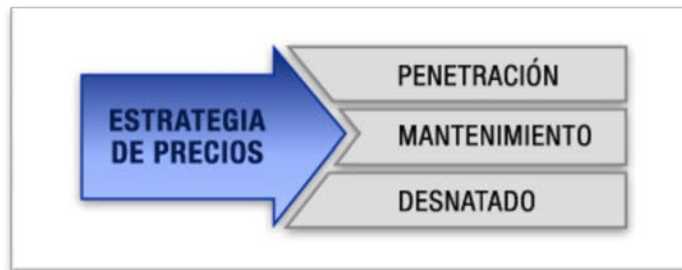 ESTRATEGIA
DE PRECIOS
PENETRACIÓN
MANTENIMIENTO
DESNATADO